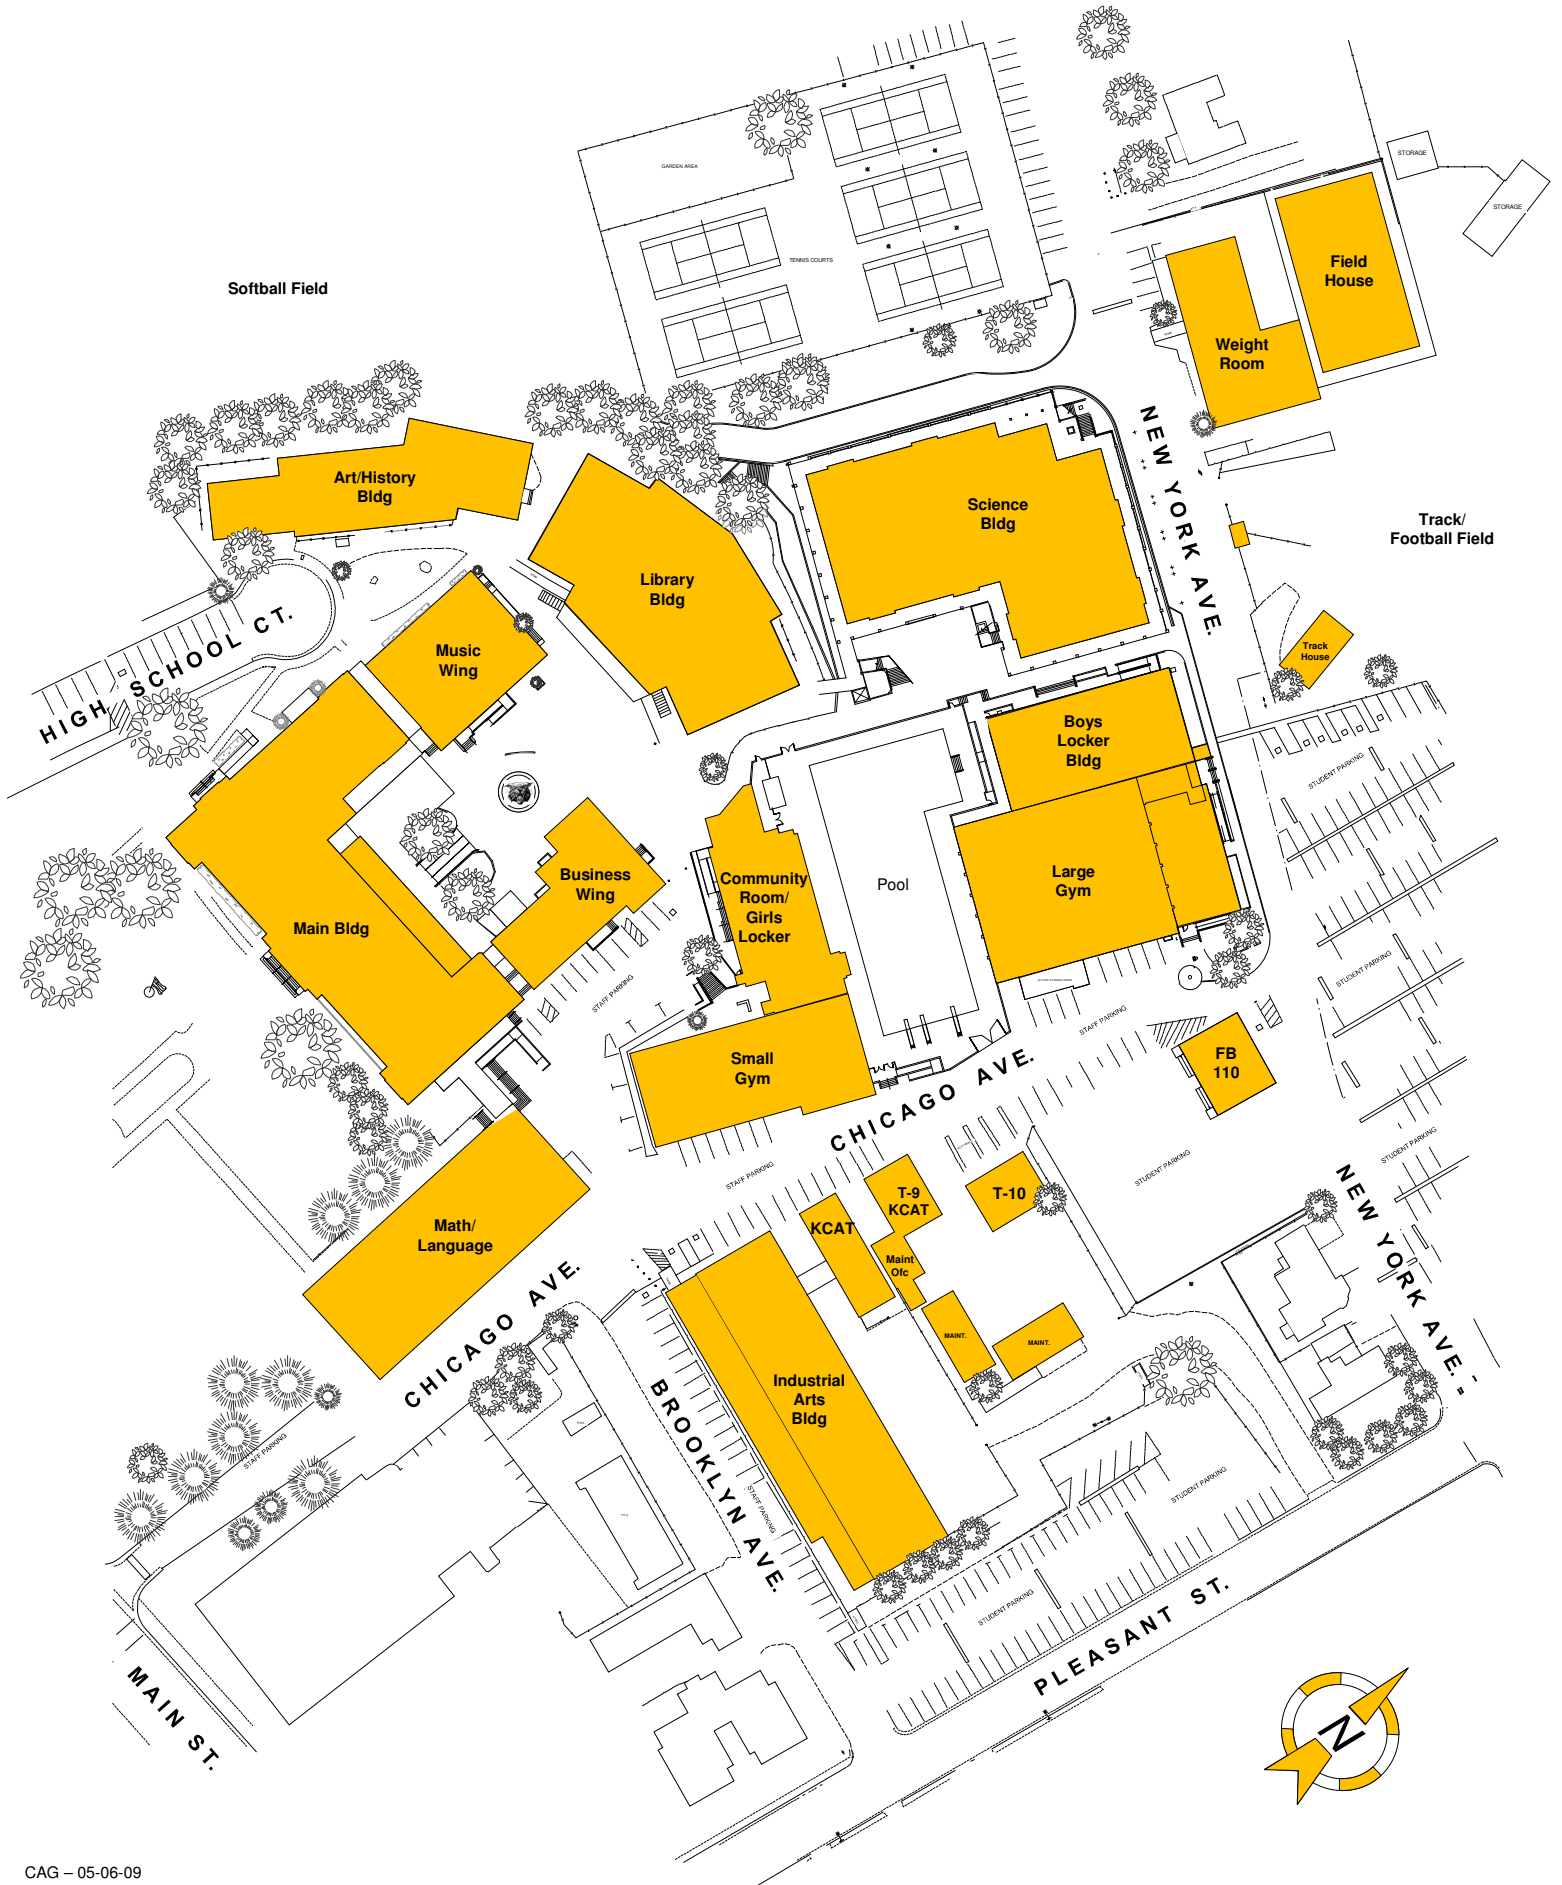 GARDEN AREA
STORAGE
STORAGE
TENNIS COURTS
Softball Field
Field
House
Weight
Room
NEW YORK AVE.
Art/History
Bldg
Science
Bldg
Track/
Football Field
Library
Bldg
HIGH SCHOOL CT.
Music
Wing
Track
House
Boys
Locker
Bldg
STUDENT PARKING
Business
Wing
Community
Room/
Girls
Locker
Pool
Large
Gym
Main Bldg
STAFF PARKING
STUDENT PARKING
STAFF PARKING
Small
Gym
FB
110
CHICAGO AVE.
STAFF PARKING
STUDENT PARKING
STUDENT PARKING
T-9
KCAT
T-10
KCAT
Math/
Language
Maint
Ofc
NEW YORK AVE.
CHICAGO AVE.
MAINT.
MAINT.
Industrial
Arts
Bldg
BROOKLYN AVE.
STAFF PARKING
STAFF PARKING
STUDENT PARKING
STUDENT PARKING
PLEASANT ST.
MAIN ST.
N
CAG – 05-06-09